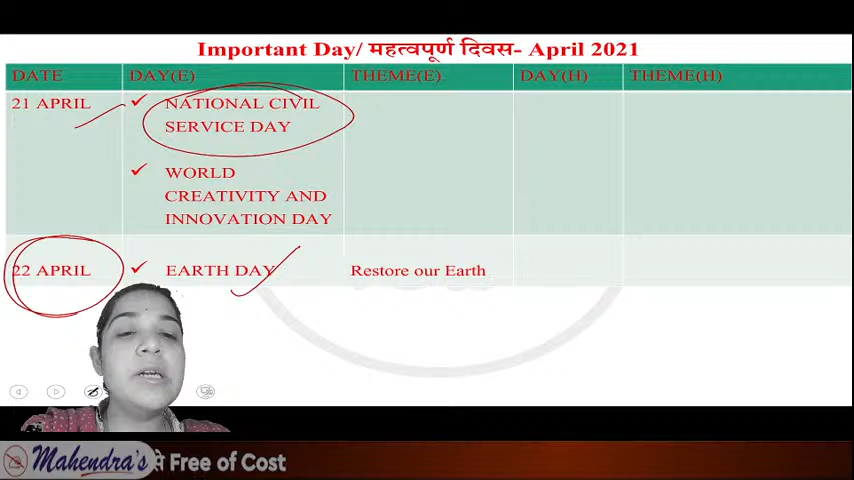 Important Day/ महत्वपूर्ण दिवस- April 2021
DATE DAY(E) THEME(E) DAY(H) THEME(H)
21 APRIL NATIONAL CIVIL
SERVICE DAY
WORLD
CREATIVITY AND
INNOVATION DAY
22 APRIL EARTH DAY Restore our Earth
Mahendra's से Free of Cost